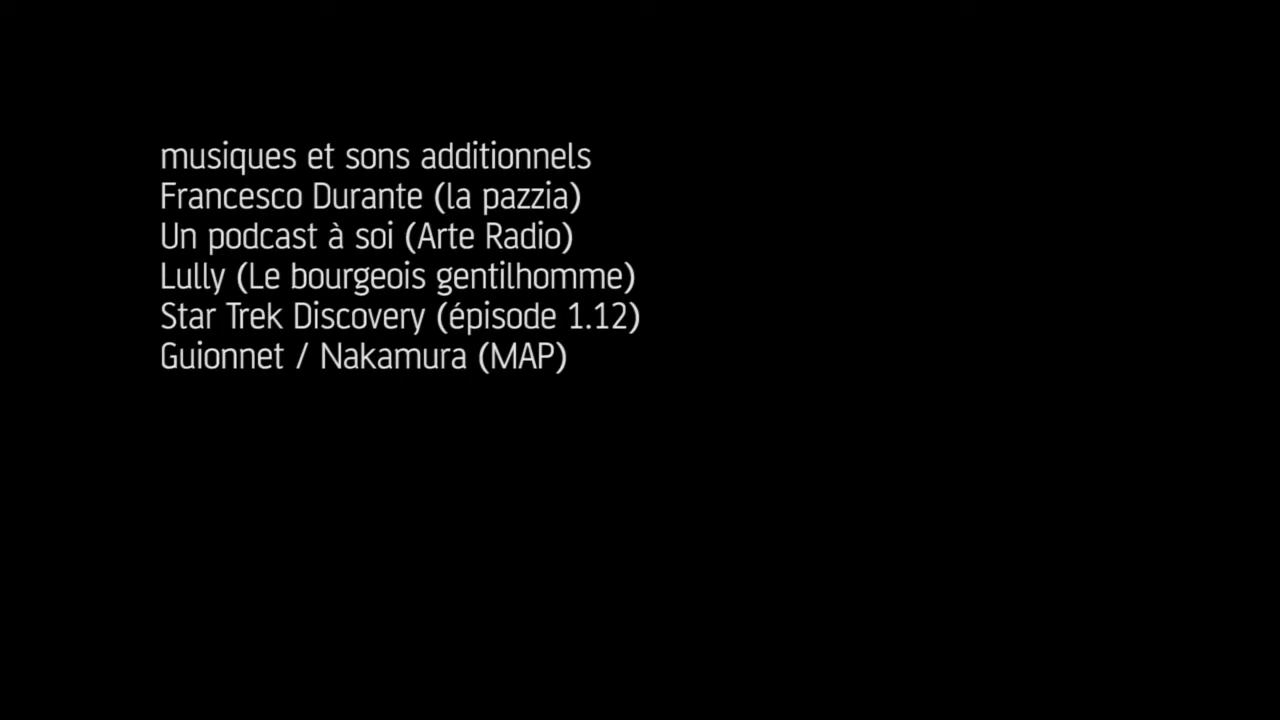 musiques et sons additionnels
Francesco Durante (la pazzia)
Un podcast à soi (Arte Radio)
Lully (Le bourgeois gentilhomme)
Star Trek Discovery (épisode 1.12)
Guionnet / Nakamura (MAP)